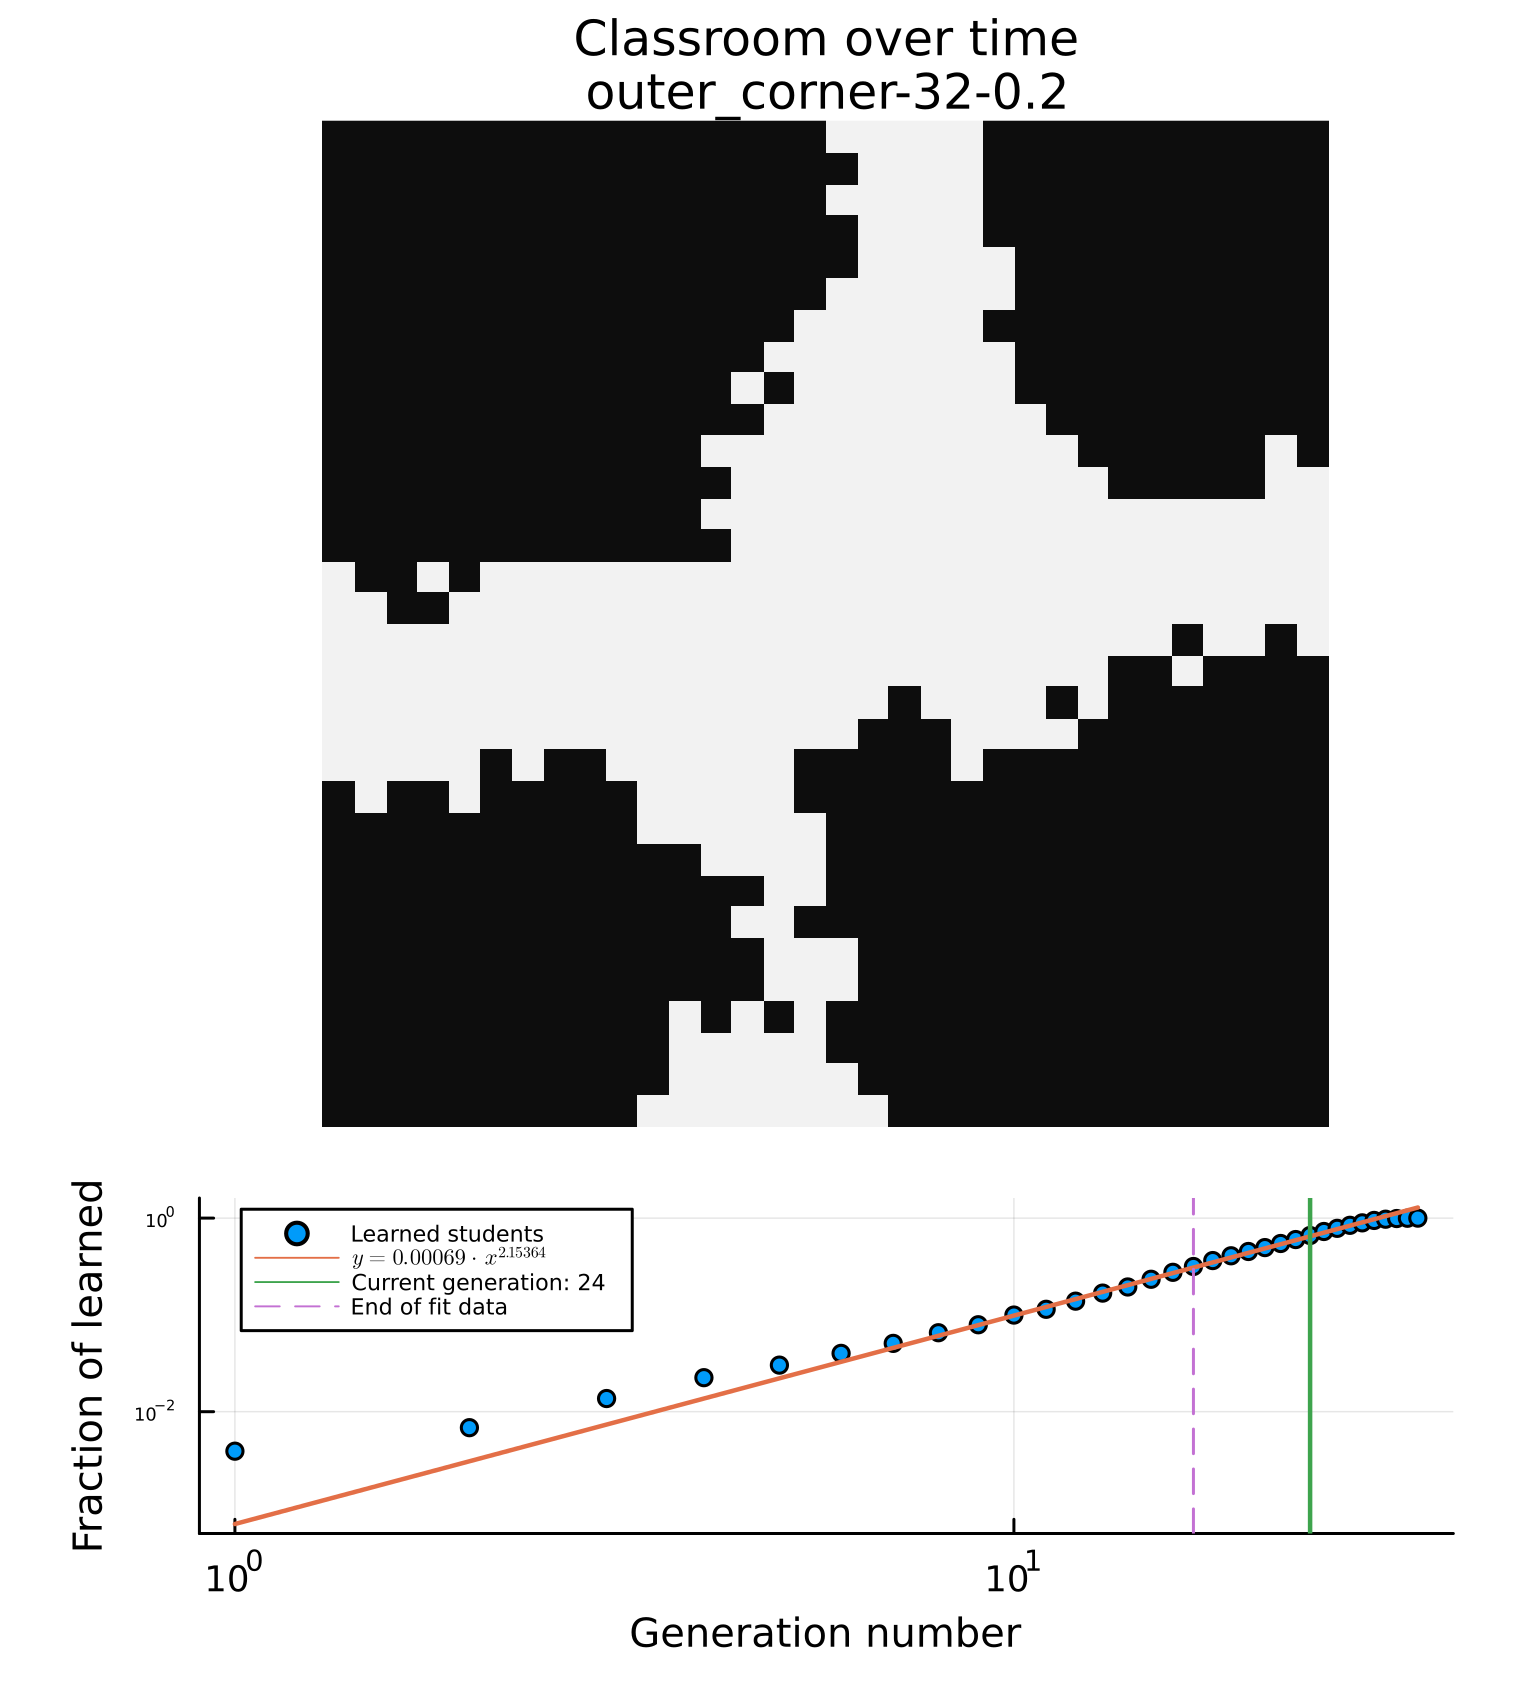 Classroom over time
outer_corner-32-0.2
Fraction of learned
10^0
10^-2
Learned students
y = 0.00069 · x^2.15364
Current generation: 24
End of fit data
10^0
10^1
Generation number